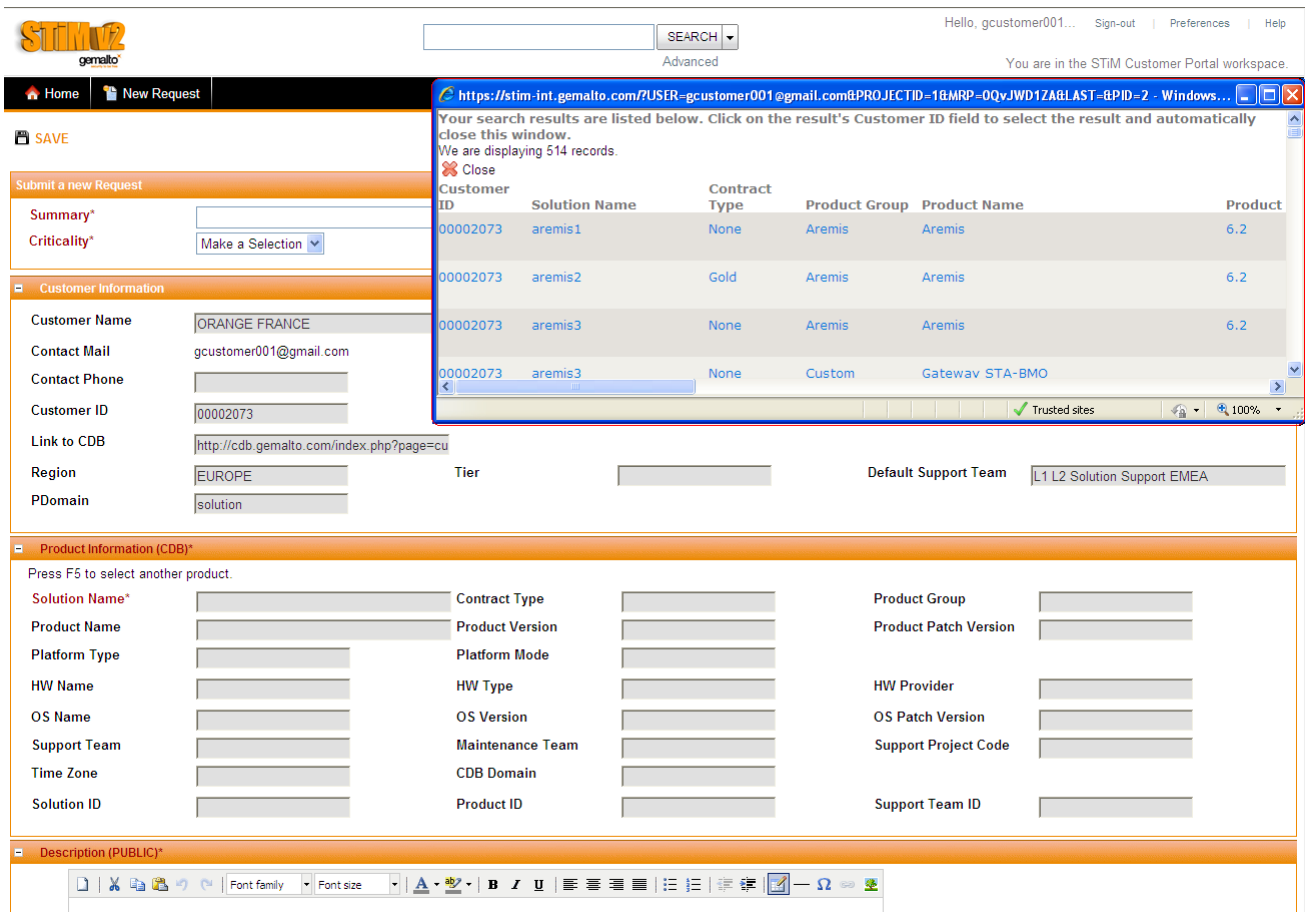 STiMv2
gemalto
SEARCH
Advanced
Hello, gcustomer001... Sign-out | Preferences | Help
You are in the STiM Customer Portal workspace.
Home New Request
https://stim-int.gemalto.com/?USER=gcustomer001@gmail.com&PROJECTID=1&MRP=0QvJWD1ZA&LAST=&PID=2 - Windows...
Your search results are listed below. Click on the result's Customer ID field to select the result and automatically
close this window.
We are displaying 514 records.
Close
Customer ID Solution Name Contract Type Product Group Product Name Product
00002073 aremis1 None Aremis Aremis 6.2
00002073 aremis2 Gold Aremis Aremis 6.2
00002073 aremis3 None Aremis Aremis 6.2
00002073 aremis3 None Custom Gateway STA-BMO
Trusted sites 100%
SAVE
Submit a new Request
Summary*
Criticality* Make a Selection
Customer Information
Customer Name ORANGE FRANCE
Contact Mail gcustomer001@gmail.com
Contact Phone
Customer ID 00002073
Link to CDB http://cdb.gemalto.com/index.php?page=cu
Region EUROPE Tier Default Support Team L1 L2 Solution Support EMEA
PDomain solution
Product Information (CDB)*
Press F5 to select another product.
Solution Name* Contract Type Product Group
Product Name Product Version Product Patch Version
Platform Type Platform Mode
HW Name HW Type HW Provider
OS Name OS Version OS Patch Version
Support Team Maintenance Team Support Project Code
Time Zone CDB Domain
Solution ID Product ID Support Team ID
Description (PUBLIC)*
Font family Font size A ab B I U Ω